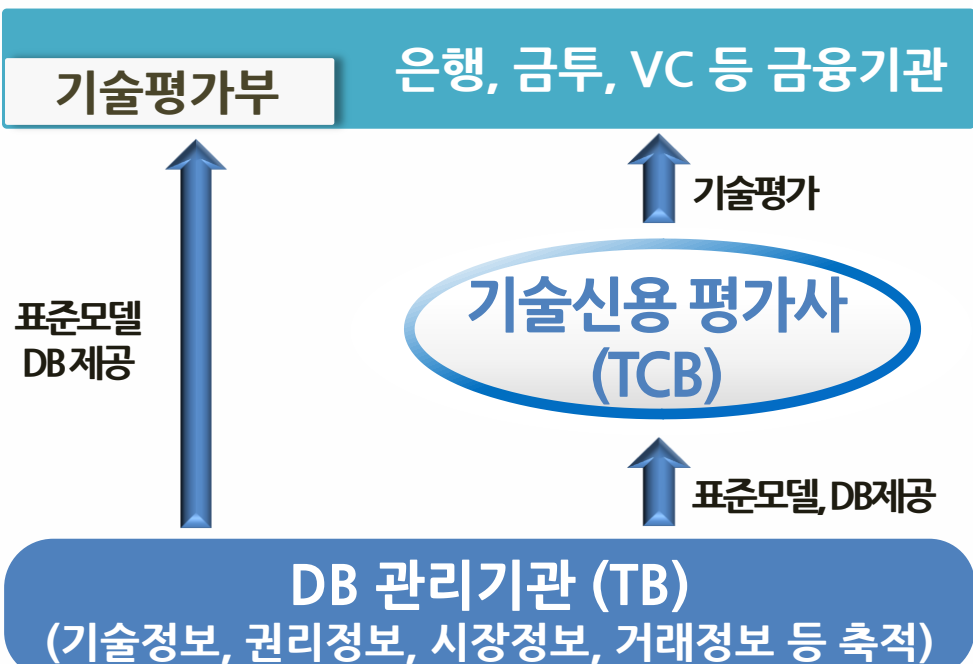 은행, 금투, VC 등 금융기관
기술평가부
기술평가
기술신용 평가사
(TCB)
표준모델
DB 제공
표준모델, DB제공
DB 관리기관 (TB)
(기술정보, 권리정보, 시장정보, 거래정보 등 축적)